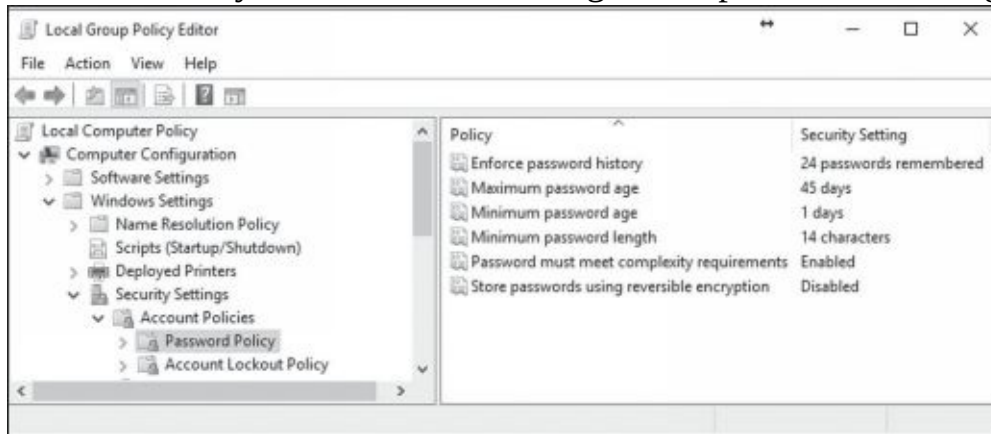 Local Group Policy Editor
File Action View Help
Local Computer Policy
Computer Configuration
Software Settings
Windows Settings
Name Resolution Policy
Scripts (Startup/Shutdown)
Deployed Printers
Security Settings
Account Policies
Password Policy
Account Lockout Policy
Policy Security Setting
Enforce password history 24 passwords remembered
Maximum password age 45 days
Minimum password age 1 days
Minimum password length 14 characters
Password must meet complexity requirements Enabled
Store passwords using reversible encryption Disabled